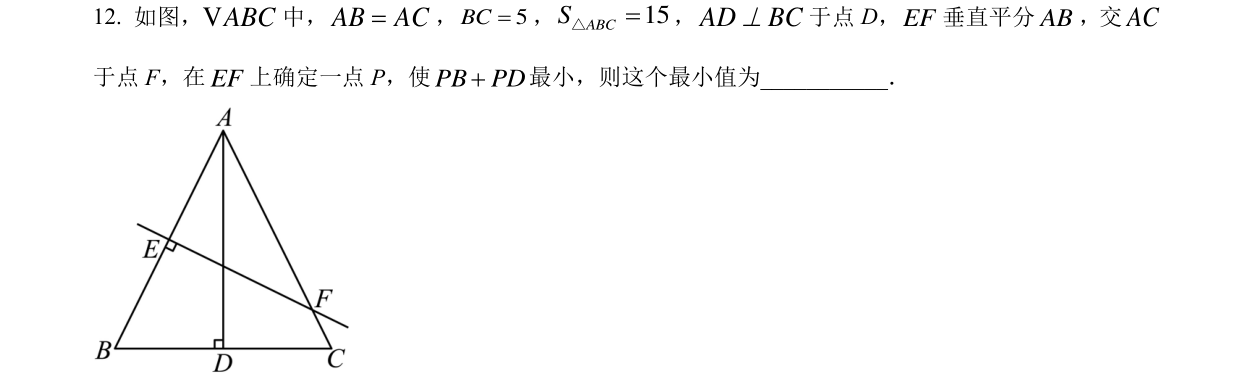 12. 如图，VABC 中，AB = AC，BC = 5，S△ABC = 15，AD ⊥ BC 于点 D，EF 垂直平分 AB，交 AC
于点 F，在 EF 上确定一点 P，使 PB + PD 最小，则这个最小值为___________．
A
E
F
B
D
C